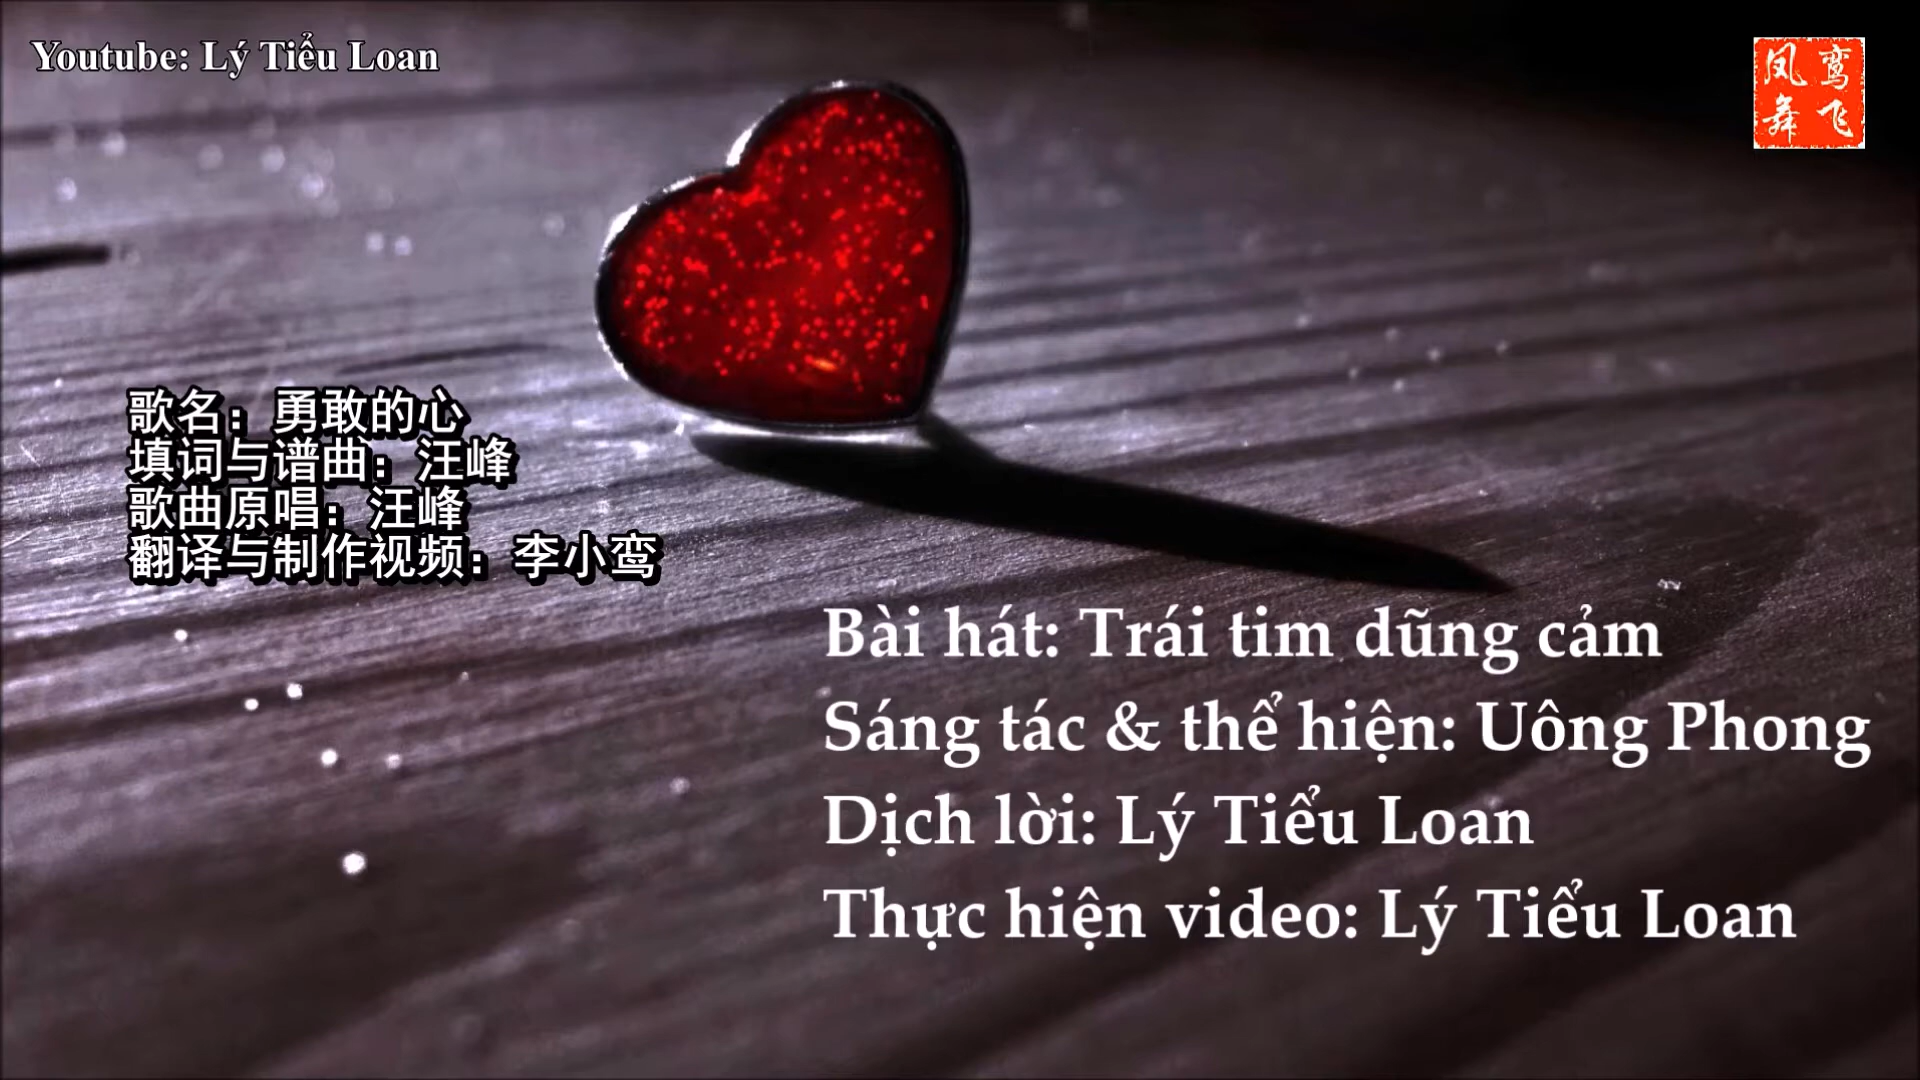 Youtube: Lý Tiểu Loan
凤 鸾
舞 飞
歌名：勇敢的心
填词与谱曲：汪峰
歌曲原唱：汪峰
翻译与制作视频：李小鸾
Bài hát: Trái tim dũng cảm
Sáng tác & thể hiện: Uông Phong
Dịch lời: Lý Tiểu Loan
Thực hiện video: Lý Tiểu Loan